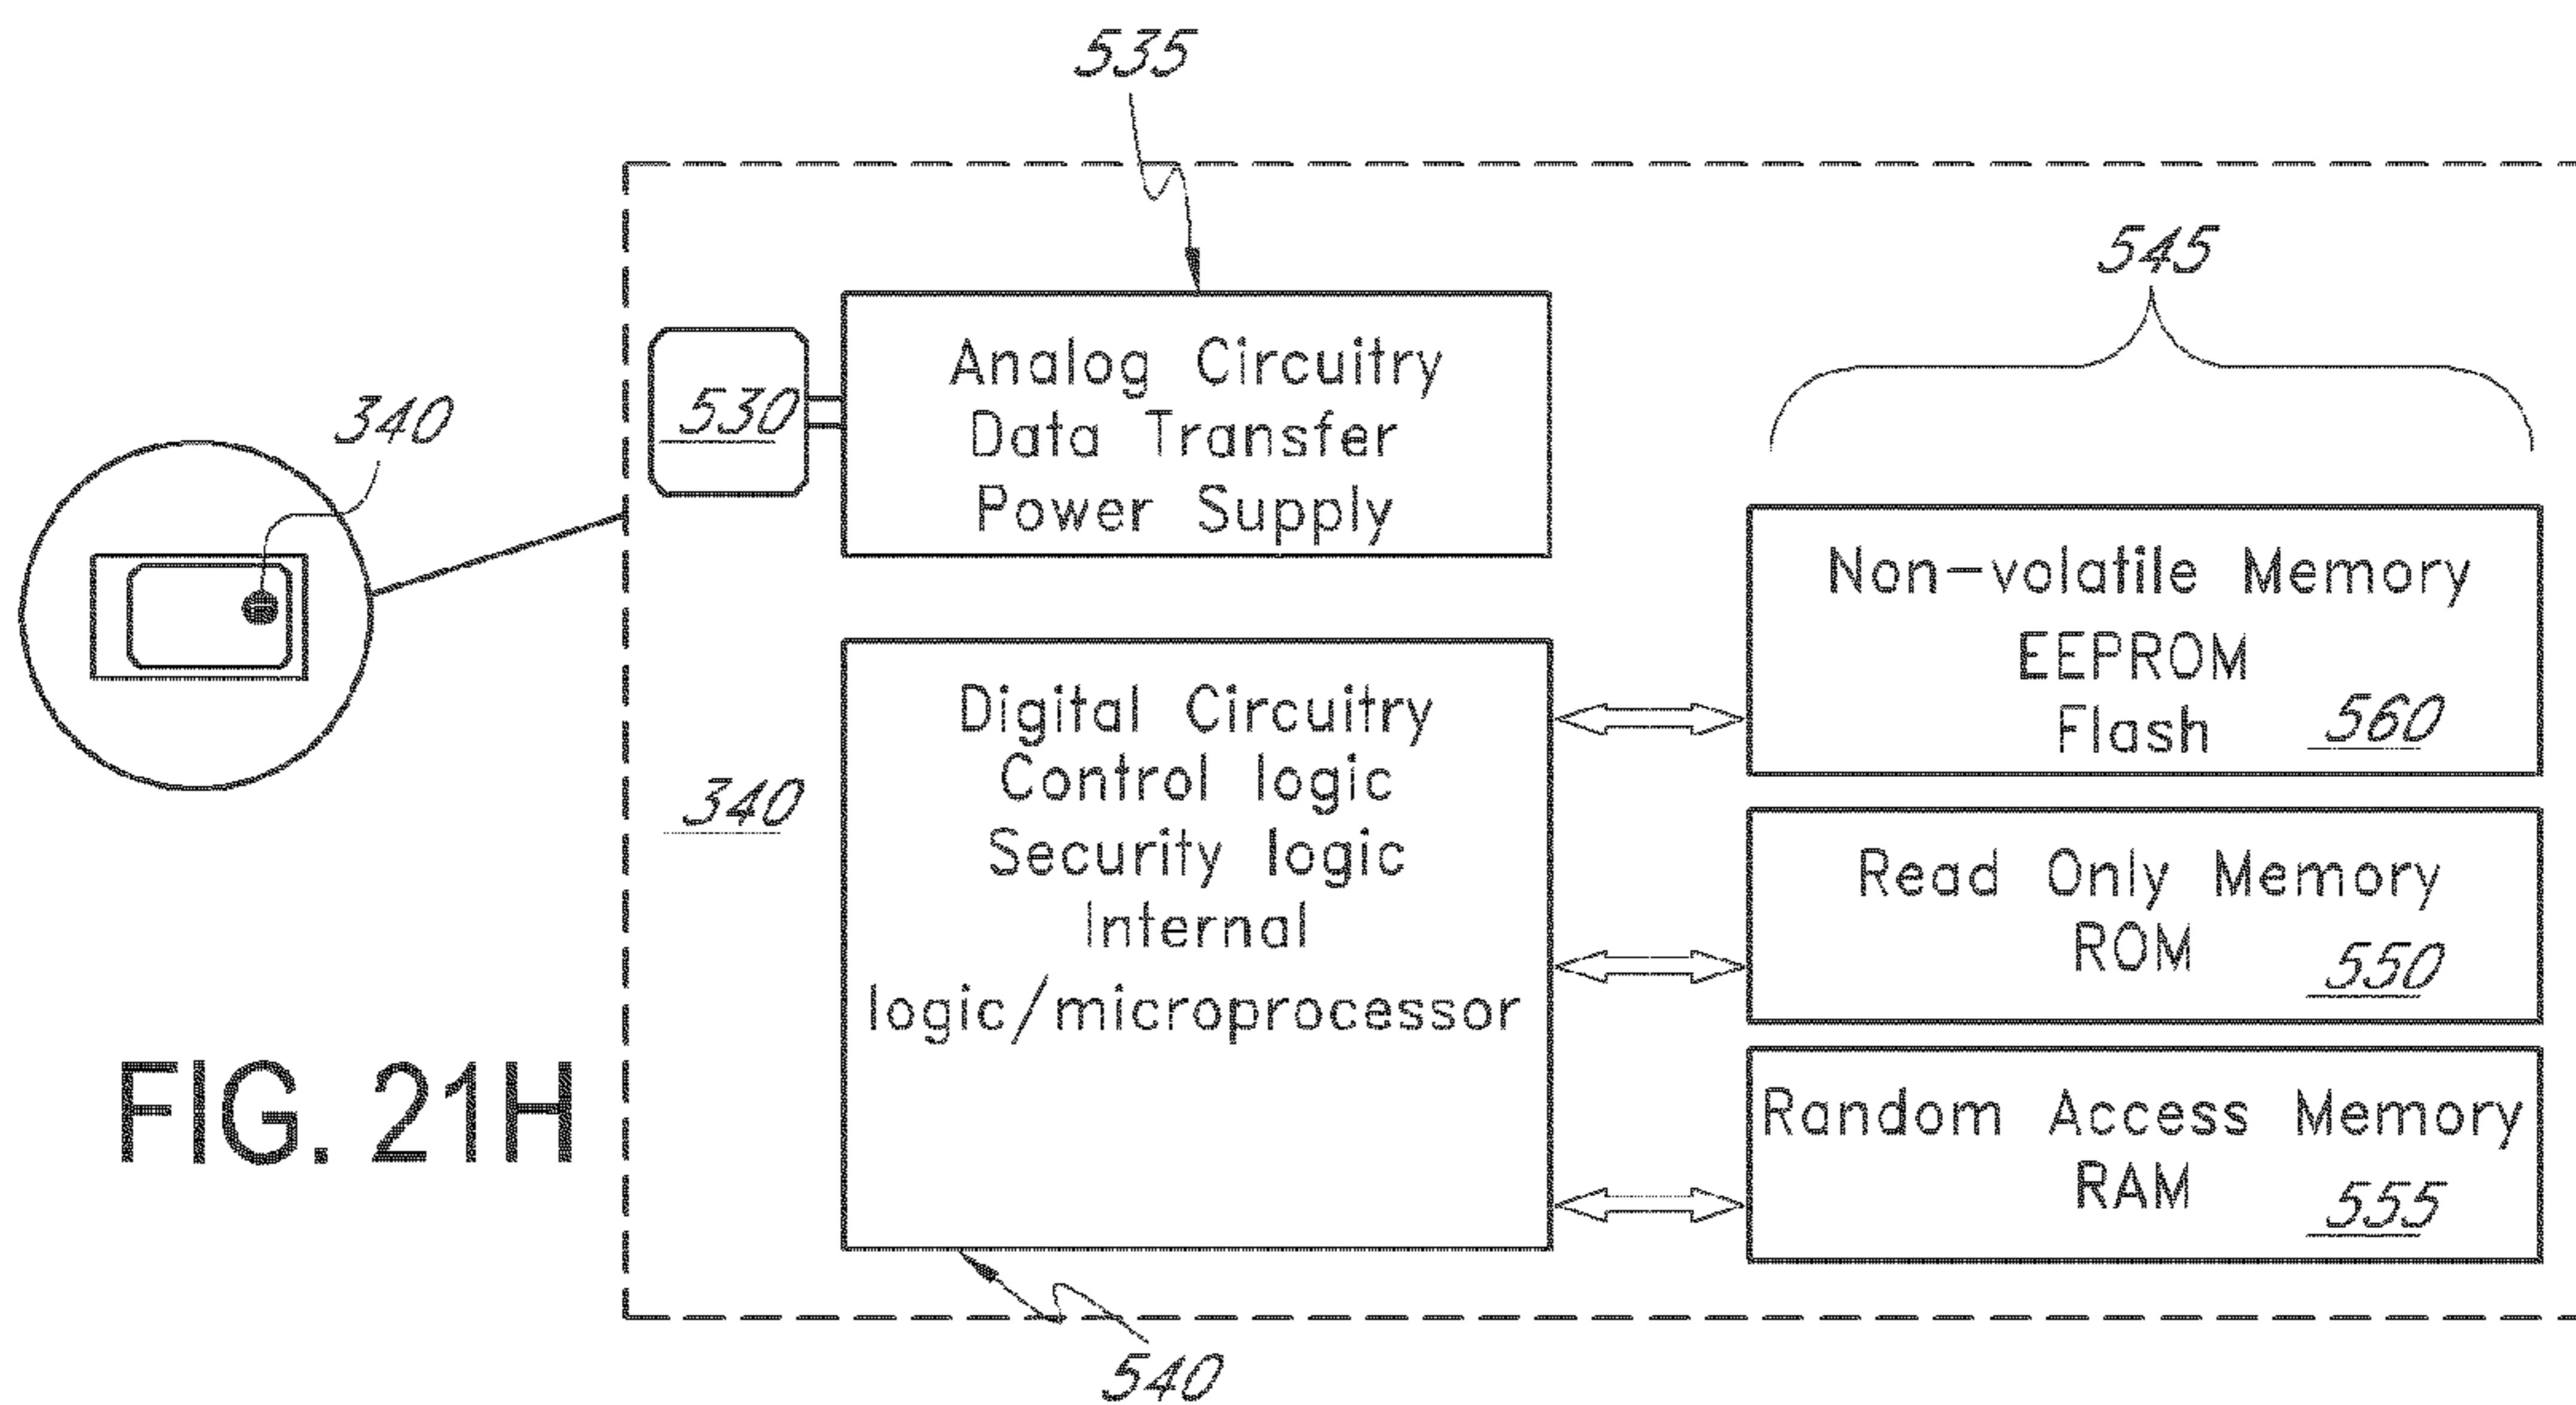 535
545
530
Analog Circuitry
Data Transfer
Power Supply
340
Non-volatile Memory
EEPROM
Flash 560
340
Digital Circuitry
Control logic
Security logic
Internal
logic/microprocessor
Read Only Memory
ROM 550
Random Access Memory
RAM 555
FIG. 21H
540